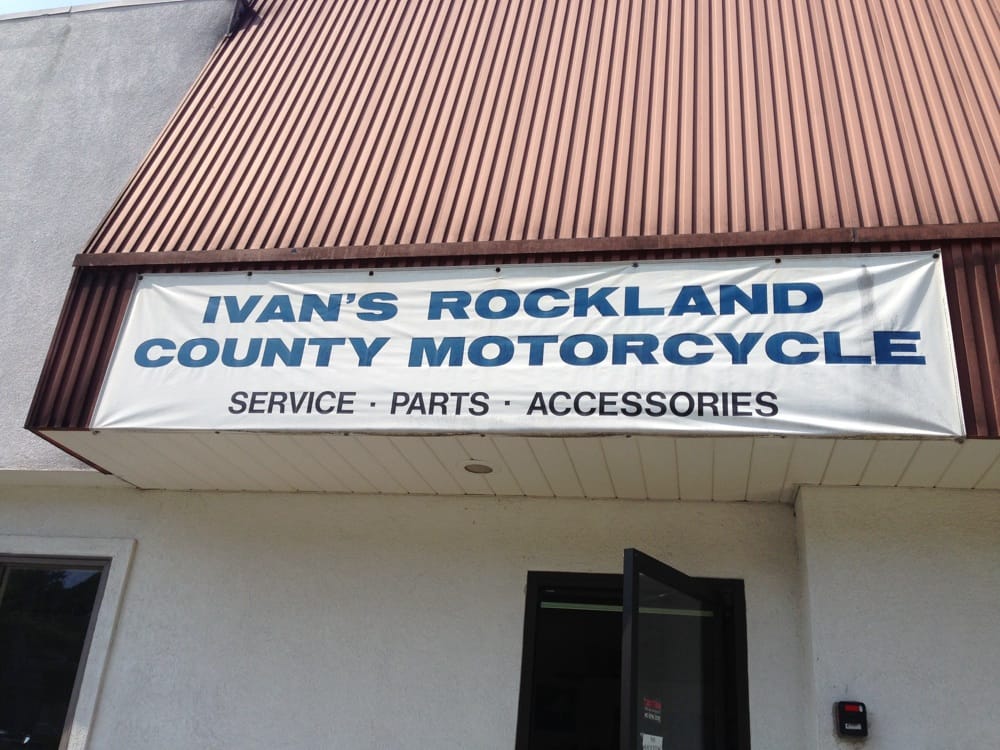 IVAN'S ROCKLAND
COUNTY MOTORCYCLE
SERVICE · PARTS · ACCESSORIES